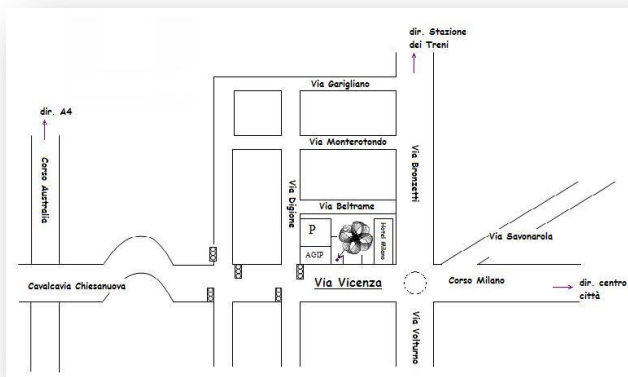 dir. Stazione
dei Treni
Via Garigliano
dir. A4
Via Monterotondo
Corso Australia
Via Digione
Via Bronzetti
Via Beltrame
P
Hotel Milano
Via Savonarola
AGIP
Cavalcavia Chiesanuova
Via Vicenza
Corso Milano
dir. centro
città
Via Volturno